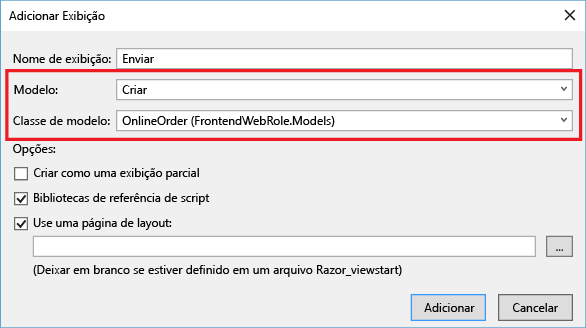 Adicionar Exibição
Nome de exibição: Enviar
Modelo: Criar
Classe de modelo: OnlineOrder (FrontendWebRole.Models)
Opções:
Criar como uma exibição parcial
Bibliotecas de referência de script
Use uma página de layout:
...
(Deixar em branco se estiver definido em um arquivo Razor_viewstart)
Adicionar Cancelar